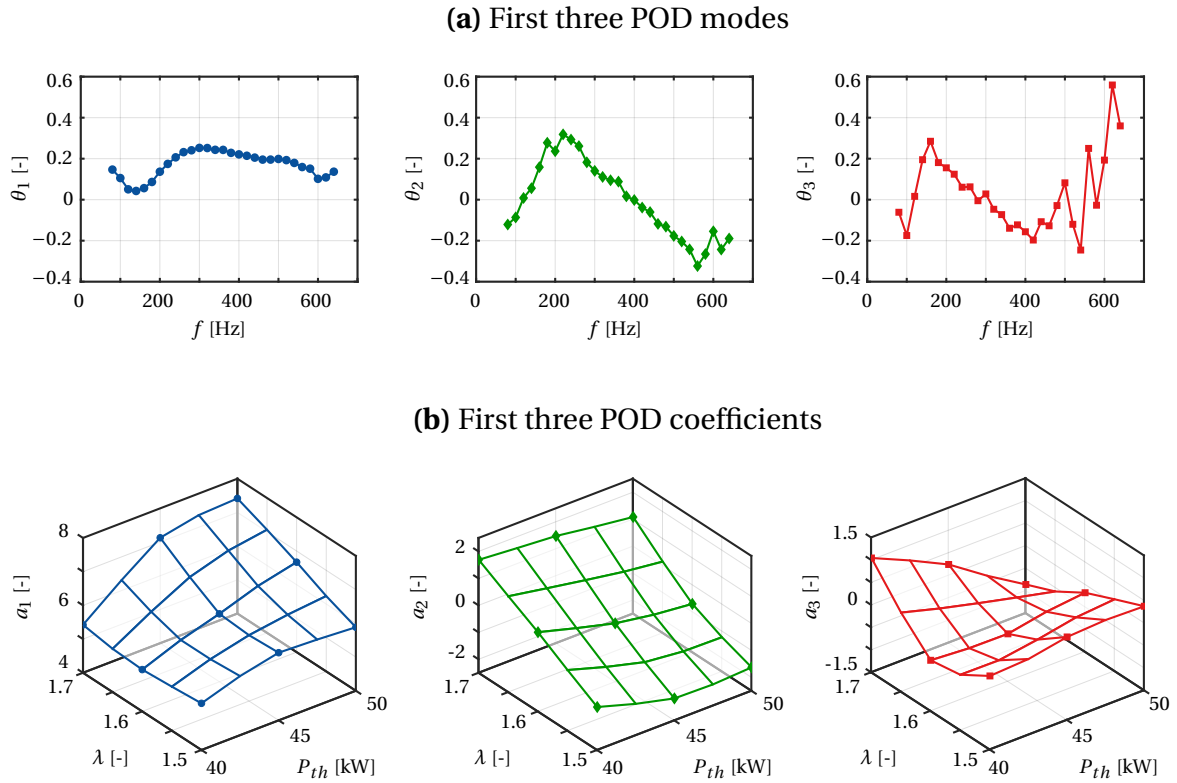 (a) First three POD modes
0.6
0.4
0.2
0
−0.2
−0.4
0 200 400 600
θ1 [-]
f [Hz]
0.6
0.4
0.2
0
−0.2
−0.4
0 200 400 600
θ2 [-]
f [Hz]
0.6
0.4
0.2
0
−0.2
−0.4
0 200 400 600
θ3 [-]
f [Hz]
(b) First three POD coefficients
8
6
4
a1 [-]
1.7
1.6
1.5
λ [-]
40
45
50
Pth [kW]
2
0
-2
a2 [-]
1.7
1.6
1.5
λ [-]
40
45
50
Pth [kW]
1.5
0
-1.5
a3 [-]
1.7
1.6
1.5
λ [-]
40
45
50
Pth [kW]